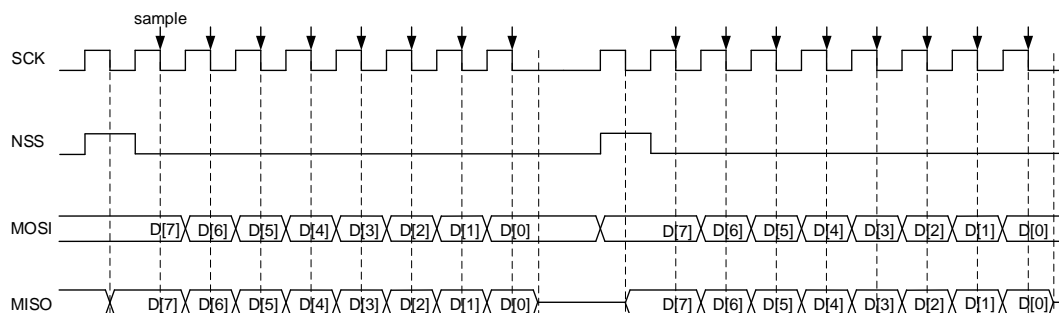 sample
SCK
NSS
MOSI D[7] D[6] D[5] D[4] D[3] D[2] D[1] D[0] D[7] D[6] D[5] D[4] D[3] D[2] D[1] D[0]
MISO D[7] D[6] D[5] D[4] D[3] D[2] D[1] D[0] D[7] D[6] D[5] D[4] D[3] D[2] D[1] D[0]